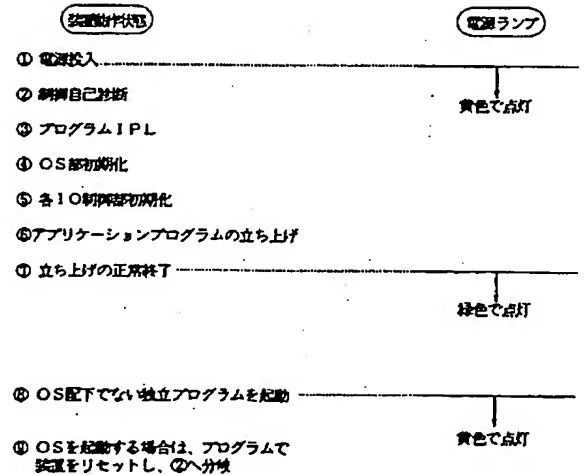 装置動作状態
電源ランプ
① 電源投入
② 制御自己診断
黄色で点灯
③ プログラムIPL
④ OS部初期化
⑤ 各IO制御部初期化
⑥アプリケーションプログラムの立ち上げ
⑦ 立ち上げの正常終了
緑色で点灯
⑧ OS配下でない独立プログラムを起動
黄色で点灯
⑨ OSを起動する場合は、プログラムで
装置をリセットし、②へ分岐